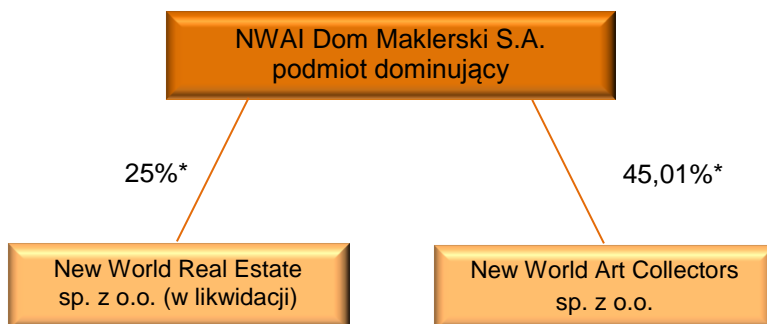 NWAI Dom Maklerski S.A.
podmiot dominujący
25%*
45,01%*
New World Real Estate
sp. z o.o. (w likwidacji)
New World Art Collectors
sp. z o.o.